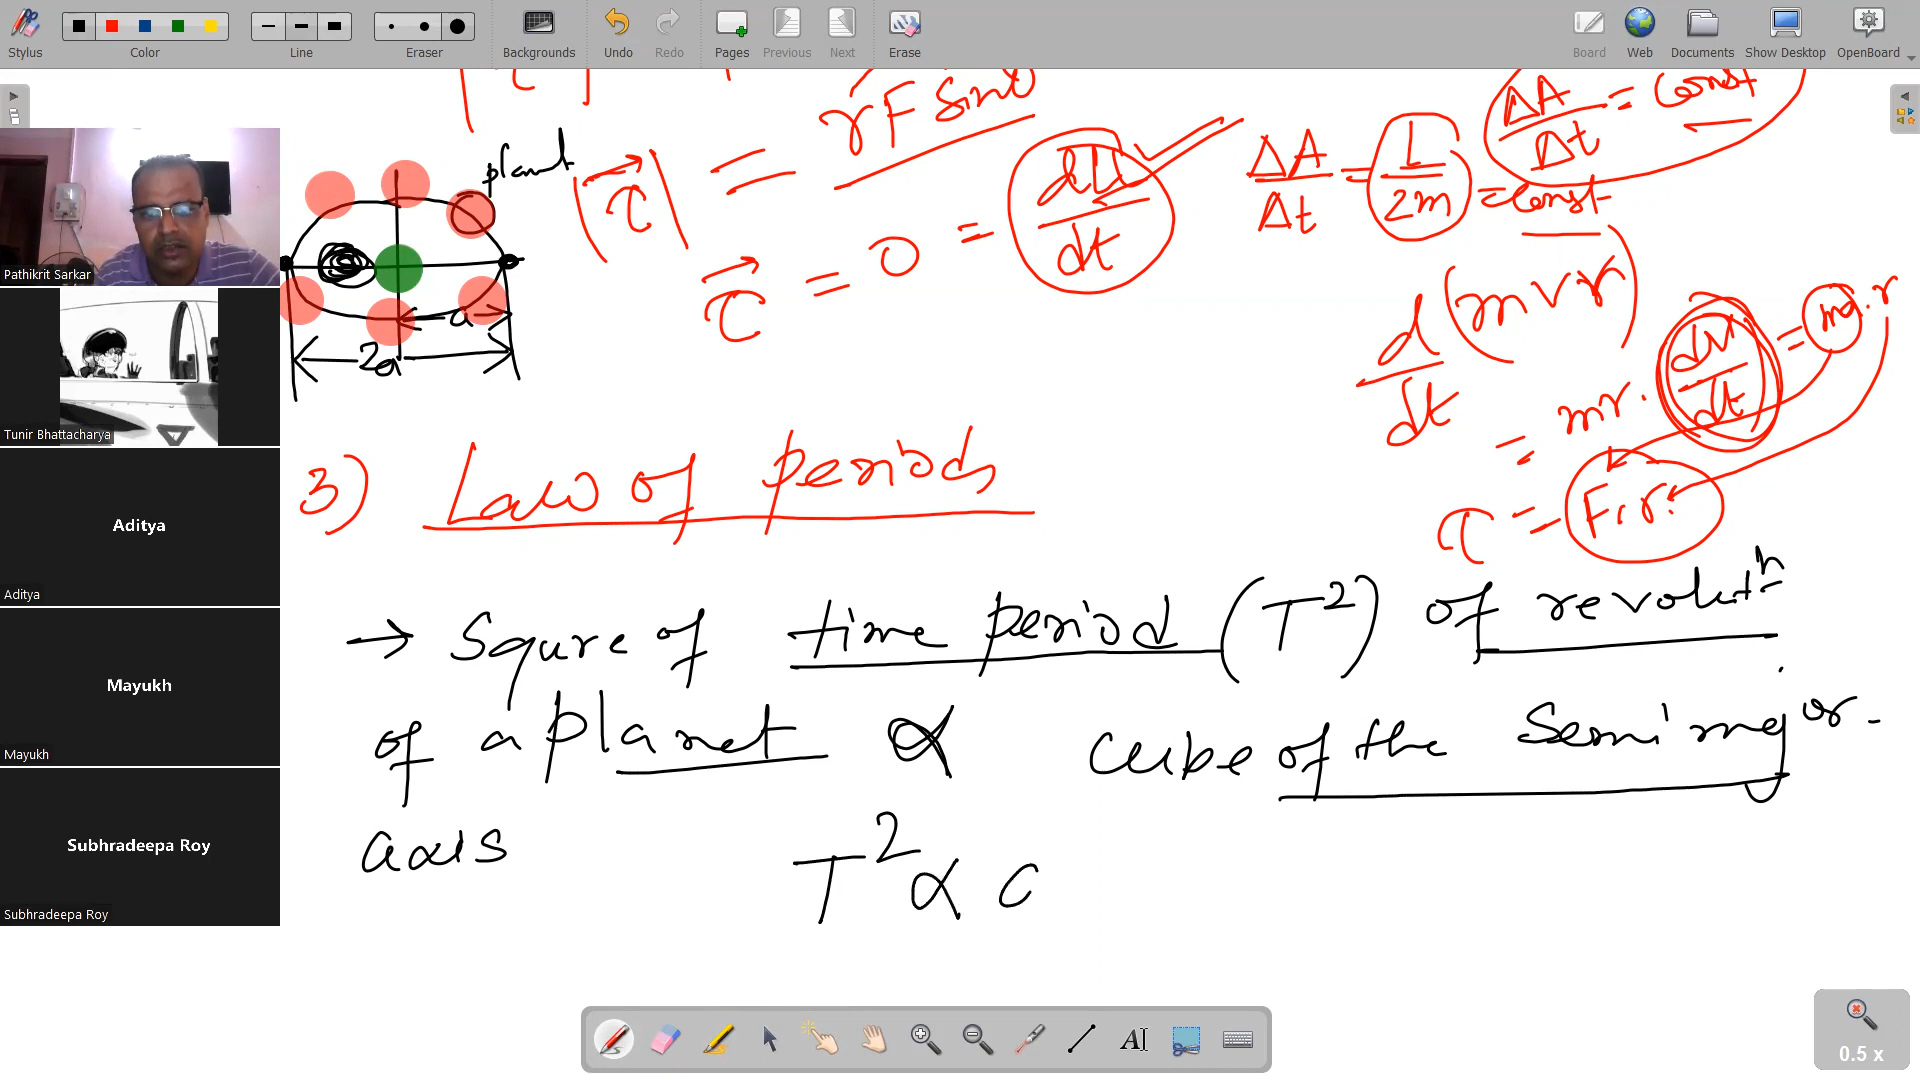 Stylus
Color
Line
Eraser
Backgrounds
Undo
Redo
Pages
Previous
Next
Erase
Board
Web
Documents
Show Desktop
OpenBoard
Pathikrit Sarkar
Tunir Bhattacharya
Aditya
Aditya
Mayukh
Mayukh
Subhradeepa Roy
Subhradeepa Roy
planet
a
2a
|τ⃗| = rF Sinθ
τ⃗ = 0 = dL/dt
ΔA/Δt = L/2m = const
ΔA/Δt = Const
d/dt (mvr)
= mr. dv/dt = ma. r
τ = F.r.
3) Law of periods
→ Squre of time period (T²) of revolutn
of a planet ∝ cube of the Semi major-
axis
T² ∝ a
0.5 x